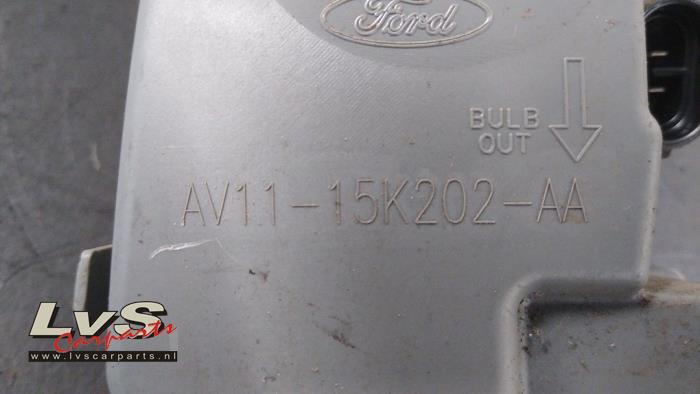 Ford
BULB
OUT
AV11-15K202-AA
LvS
Carparts
www.lvscarparts.nl